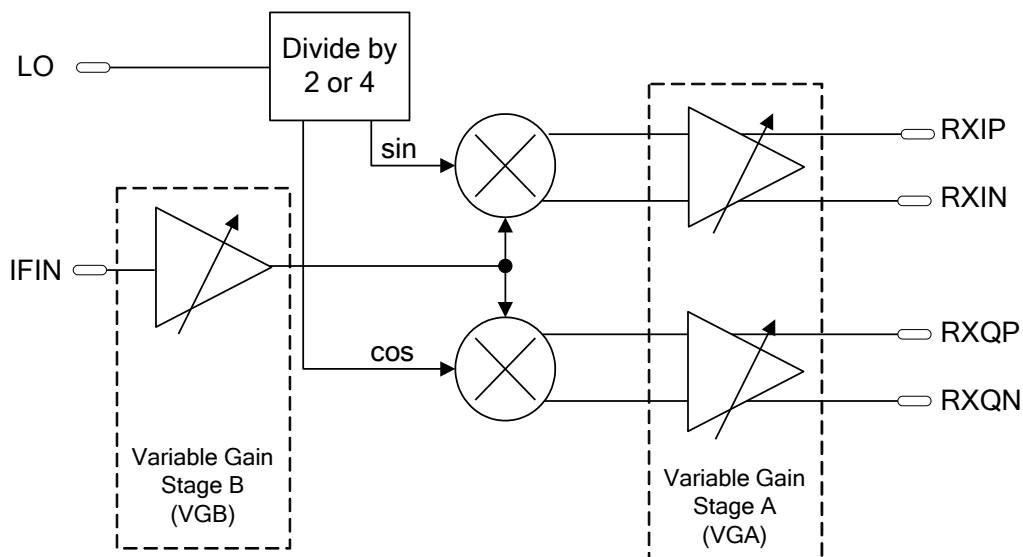 LO
Divide by
2 or 4
sin
RXIP
RXIN
IFIN
cos
RXQP
RXQN
Variable Gain
Stage B
(VGB)
Variable Gain
Stage A
(VGA)